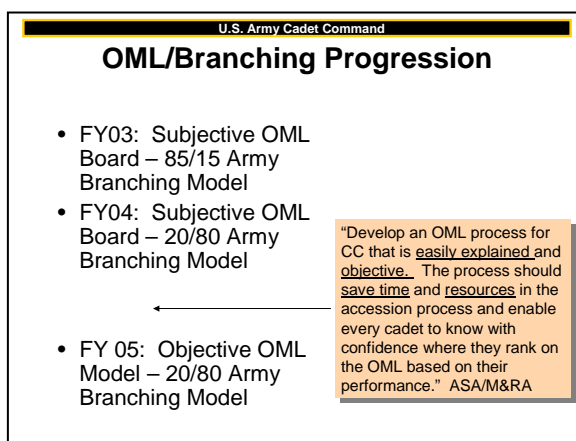 U.S. Army Cadet Command
OML/Branching Progression
• FY03: Subjective OML
Board – 85/15 Army
Branching Model
• FY04: Subjective OML
Board – 20/80 Army
Branching Model
"Develop an OML process for
CC that is easily explained and
objective. The process should
save time and resources in the
accession process and enable
every cadet to know with
confidence where they rank on
the OML based on their
performance." ASA/M&RA
• FY 05: Objective OML
Model – 20/80 Army
Branching Model